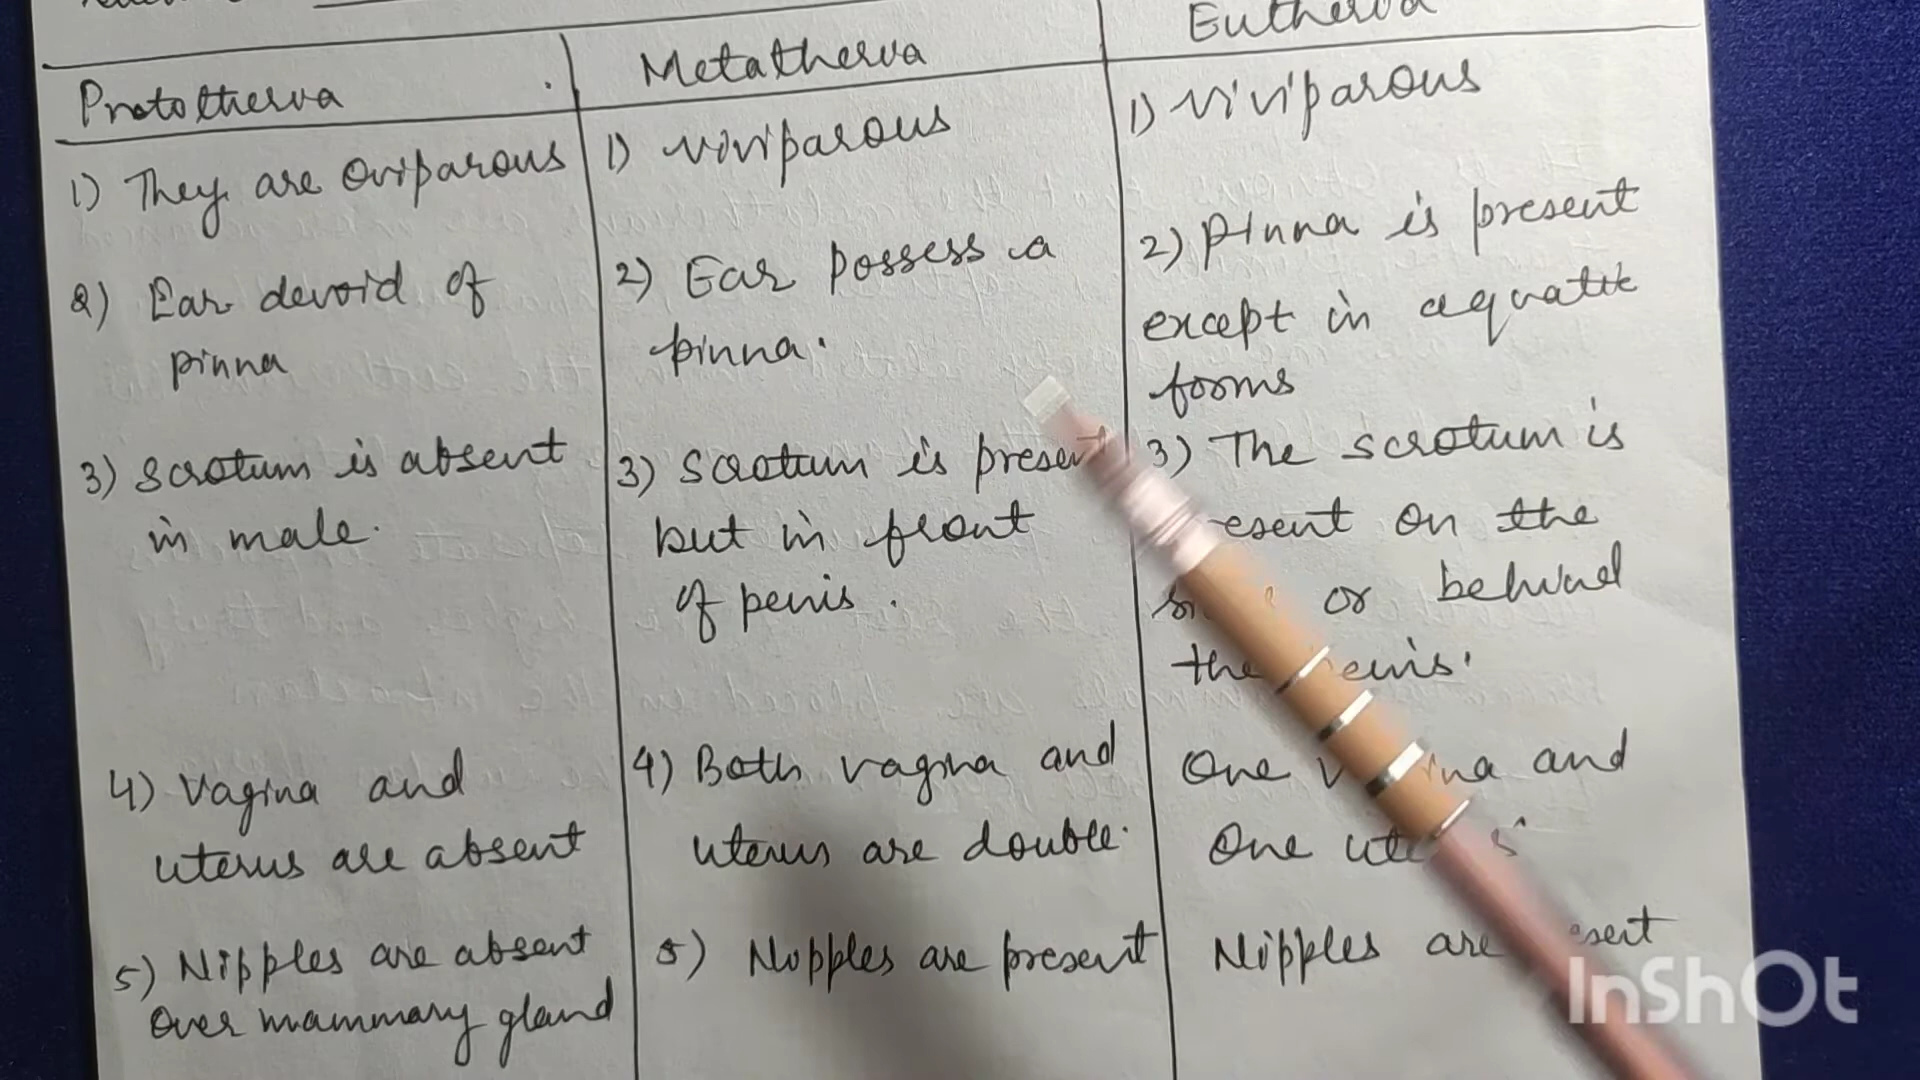 Prototheria
1) They are Oviparous
2) Ear devoid of
pinna
3) Scrotum is absent
in male.
4) Vagina and
uterus are absent
5) Nipples are absent
Over mammary gland
Metatheria
1) viviparous
2) Ear possess a
pinna.
3) Scrotum is present
but in front
of penis.
4) Both vagina and
uterus are double.
5) Nipples are present
Eutheria
1) Viviparous
2) Pinna is present
except in aquatic
forms
3) The scrotum is
on the
or behind
the
One and
One
Nipples are
InShOt